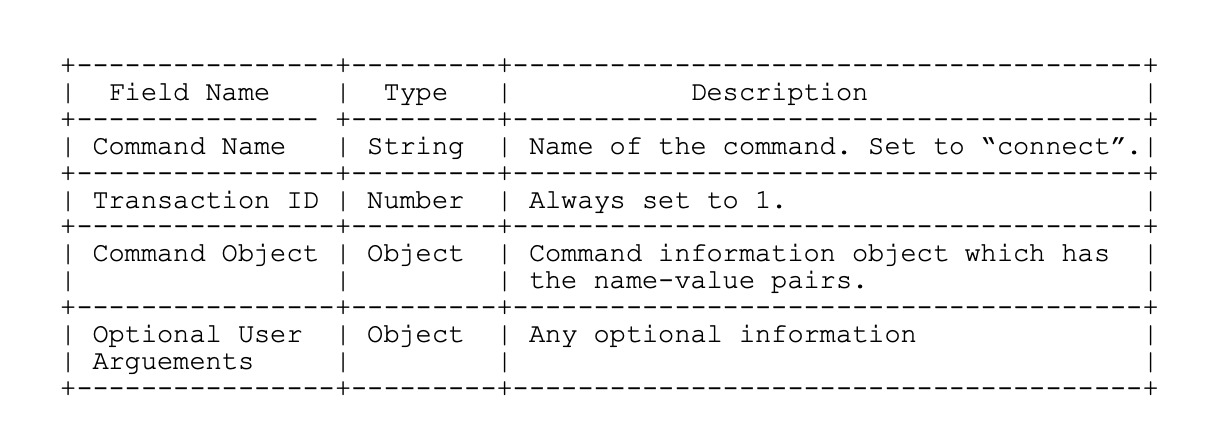 +----------------+---------+---------------------------------------+
|  Field Name    |  Type   |           Description                 |
+--------------- +---------+---------------------------------------+
| Command Name   | String  | Name of the command. Set to “connect”.|
+----------------+---------+---------------------------------------+
| Transaction ID | Number  | Always set to 1.                      |
+----------------+---------+---------------------------------------+
| Command Object | Object  | Command information object which has  |
|                |         | the name-value pairs.                 |
+----------------+---------+---------------------------------------+
| Optional User  | Object  | Any optional information              |
| Arguements     |         |                                       |
+----------------+---------+---------------------------------------+